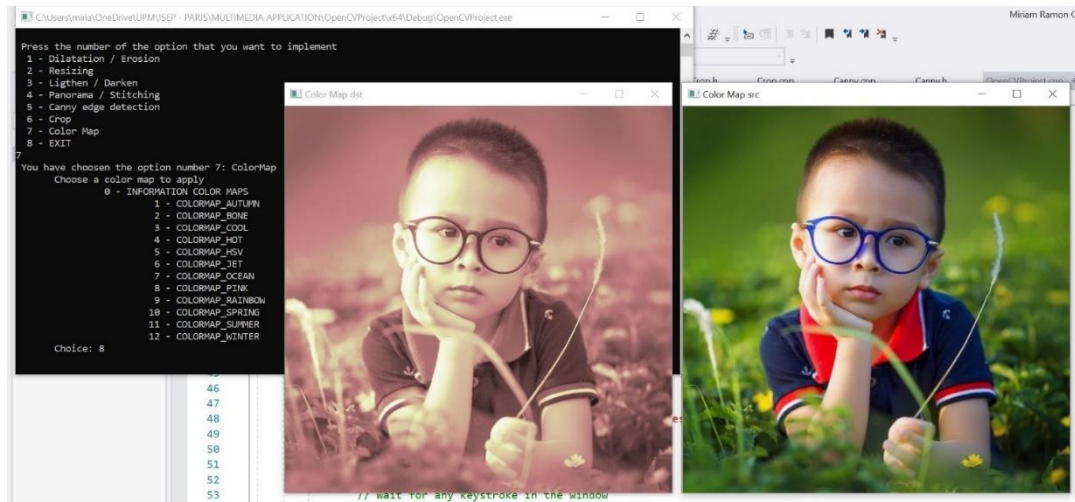 C:\Users\miria\OneDrive\UPM\ISEP - PARIS\MULTIMEDIA APPLICATION\OpenCVProject\x64\Debug\OpenCVProject.exe
Miriam Ramon G
Press the number of the option that you want to implement
1 - Dilatation / Erosion
2 - Resizing
3 - Ligthen / Darken
4 - Panorama / Stitching
5 - Canny edge detection
6 - Crop
7 - Color Map
8 - EXIT
7
You have choosen the option number 7: ColorMap
Choose a color map to apply
0 - INFORMATION COLOR MAPS
1 - COLORMAP_AUTUMN
2 - COLORMAP_BONE
3 - COLORMAP_COOL
4 - COLORMAP_HOT
5 - COLORMAP_HSV
6 - COLORMAP_JET
7 - COLORMAP_OCEAN
8 - COLORMAP_PINK
9 - COLORMAP_RAINBOW
10 - COLORMAP_SPRING
11 - COLORMAP_SUMMER
12 - COLORMAP_WINTER
Choice: 8
Crop.h Crop.cpp Canny.cpp Canny.h OpenCVProject.cpp
Color Map dst
Color Map src
46
47
48
49
50
51
52
53 // Wait for any keystroke in the window